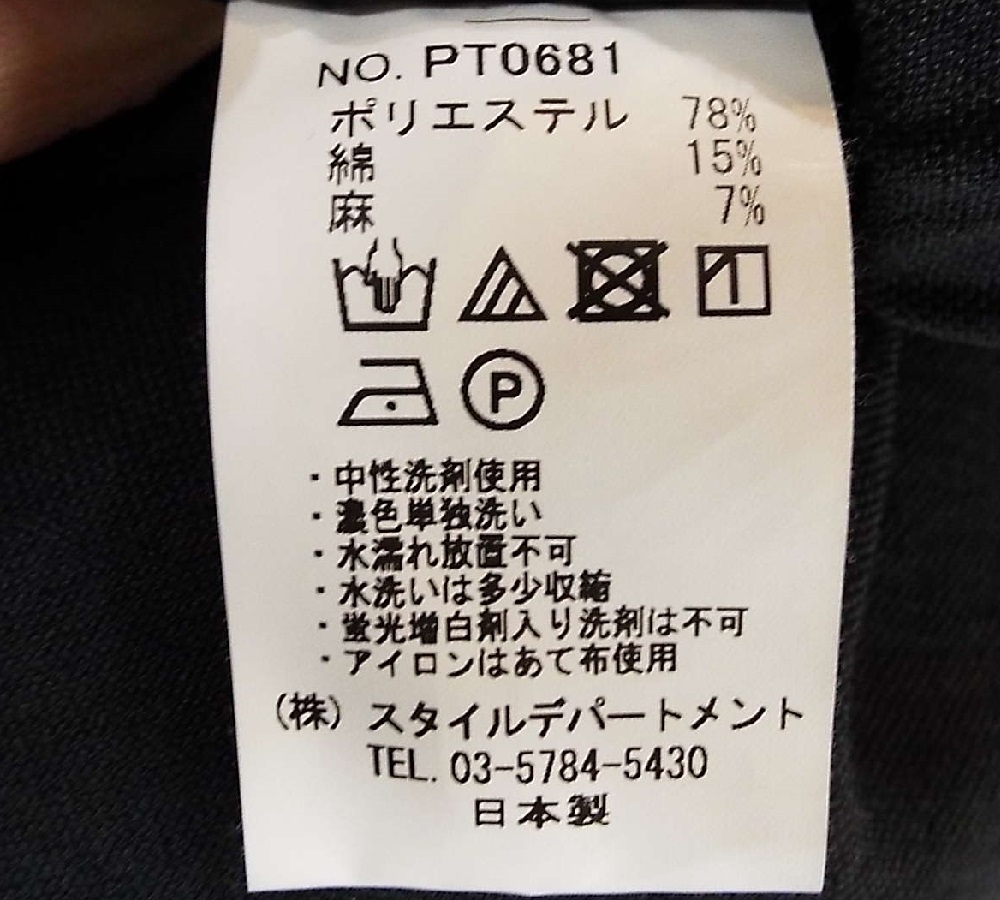 NO. PT0681
ポリエステル 78%
綿 15%
麻 7%
P
・中性洗剤使用
・濃色単独洗い
・水濡れ放置不可
・水洗いは多少収縮
・蛍光増白剤入り洗剤は不可
・アイロンはあて布使用
(株) スタイルデパートメント
TEL. 03-5784-5430
日本製